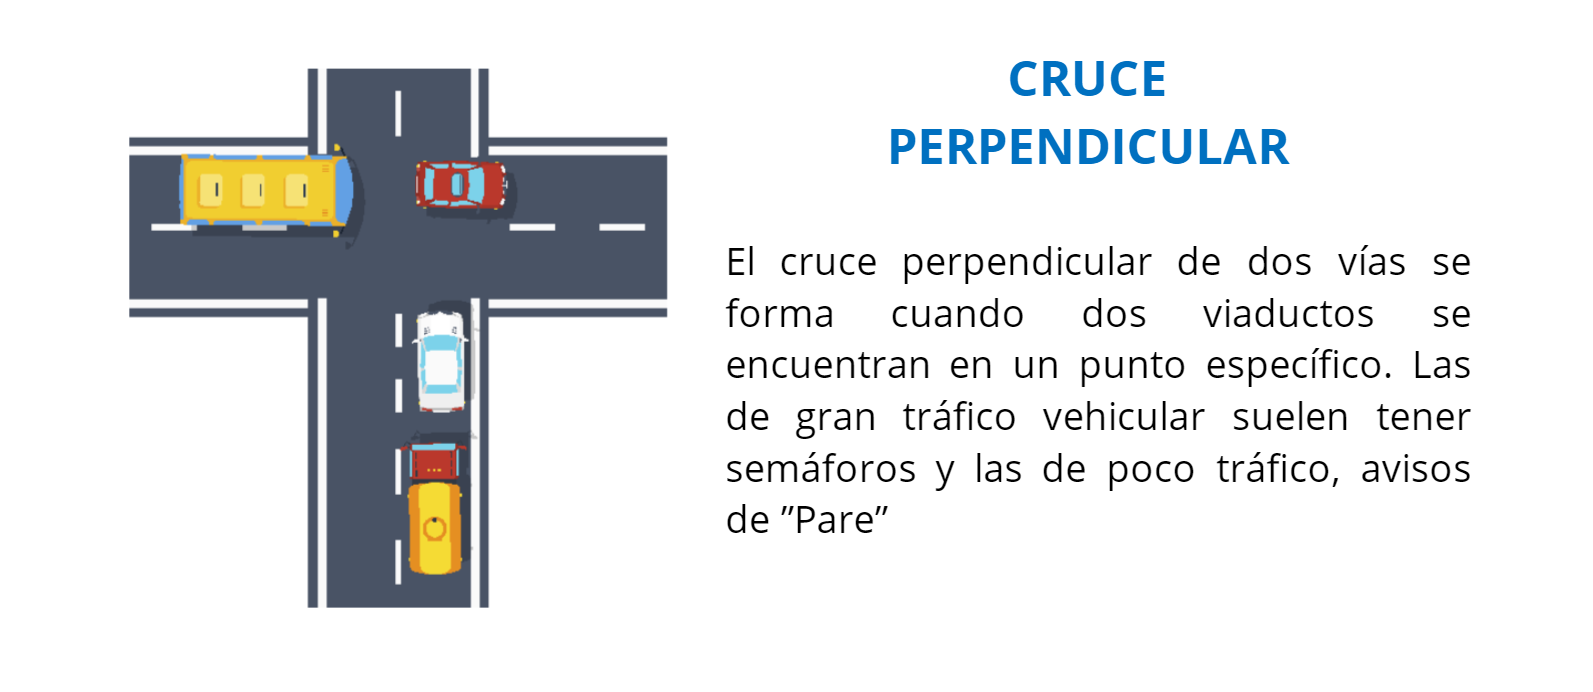 CRUCE
PERPENDICULAR
El cruce perpendicular de dos vías se
forma cuando dos viaductos se
encuentran en un punto específico. Las
de gran tráfico vehicular suelen tener
semáforos y las de poco tráfico, avisos
de ”Pare”